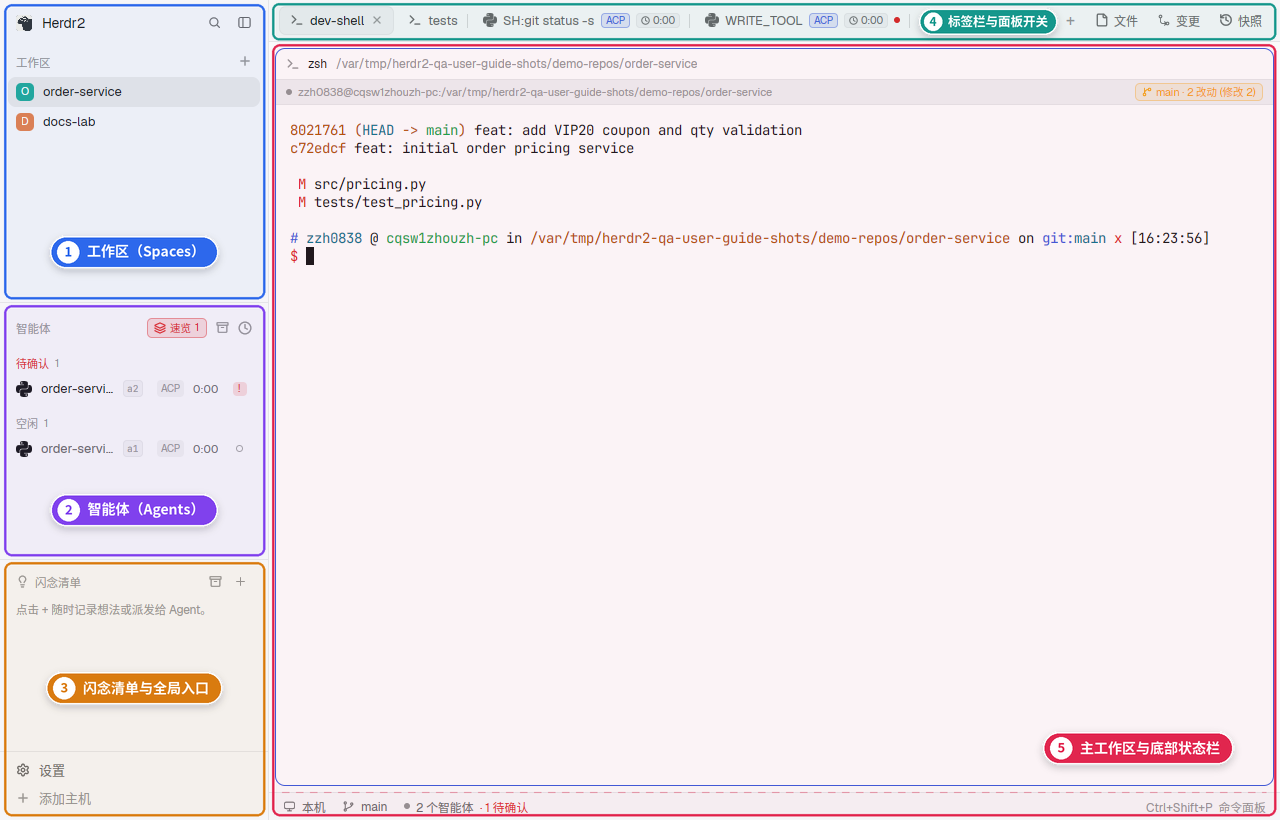 Herdr2
工作区
O order-service
D docs-lab
1 工作区（Spaces）
智能体
速览 1
待确认 1
order-servi... a2 ACP 0:00 !
空闲 1
order-servi... a1 ACP 0:00
2 智能体（Agents）
闪念清单
点击 + 随时记录想法或派发给 Agent。
3 闪念清单与全局入口
设置
+ 添加主机
dev-shell × tests SH:git status -s ACP 0:00 WRITE_TOOL ACP 0:00 4 标签栏与面板开关 + 文件 变更 快照
zsh /var/tmp/herdr2-qa-user-guide-shots/demo-repos/order-service
zzh0838@cqsw1zhouzh-pc:/var/tmp/herdr2-qa-user-guide-shots/demo-repos/order-service main · 2 改动 (修改 2)
8021761 (HEAD -> main) feat: add VIP20 coupon and qty validation
c72edcf feat: initial order pricing service
M src/pricing.py
M tests/test_pricing.py
# zzh0838 @ cqsw1zhouzh-pc in /var/tmp/herdr2-qa-user-guide-shots/demo-repos/order-service on git:main x [16:23:56]
$
5 主工作区与底部状态栏
本机 main 2 个智能体 · 1 待确认 Ctrl+Shift+P 命令面板